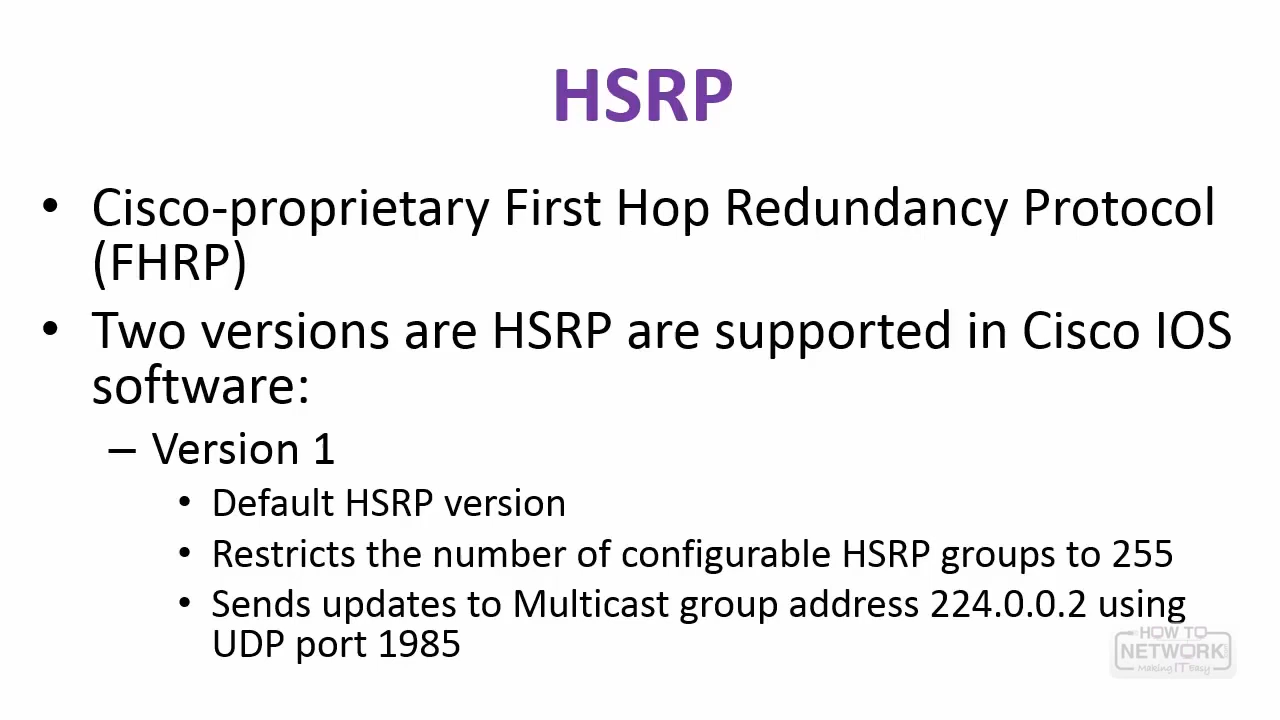 HSRP
• Cisco-proprietary First Hop Redundancy Protocol
(FHRP)
• Two versions are HSRP are supported in Cisco IOS
software:
– Version 1
• Default HSRP version
• Restricts the number of configurable HSRP groups to 255
• Sends updates to Multicast group address 224.0.0.2 using
UDP port 1985
HOW TO
NETWORK
Making IT Easy